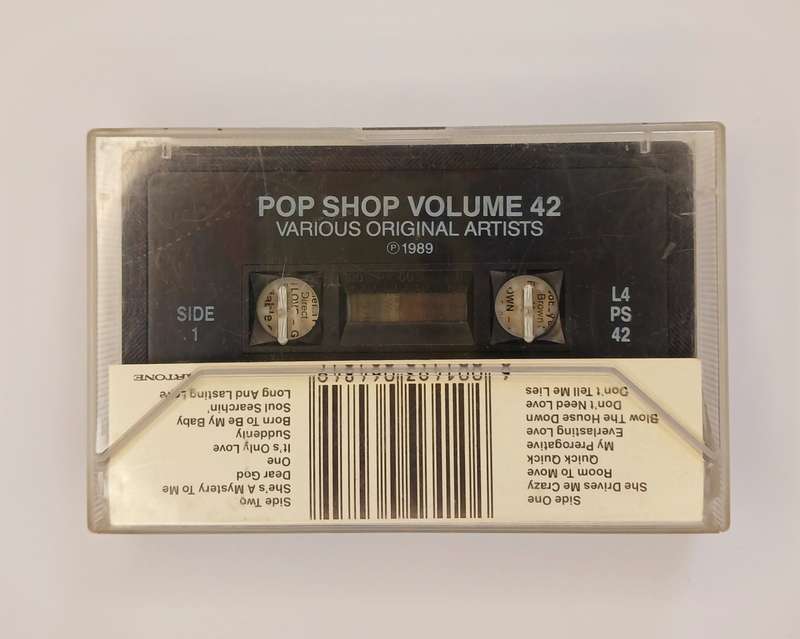 POP SHOP VOLUME 42
VARIOUS ORIGINAL ARTISTS
Ⓟ 1989
SIDE
1
L4
PS
42
Direct
Brown
OWN -
Side One
She Drives Me Crazy
Room To Move
Quick Quick
My Prerogative
Everlasting Love
Blow The House Down
Don't Need Love
Don't Tell Me Lies
Side Two
She's A Mystery To Me
Dear God
One
It's Only Love
Suddenly
Born To Be My Baby
Soul Searchin'
Long And Lasting Love